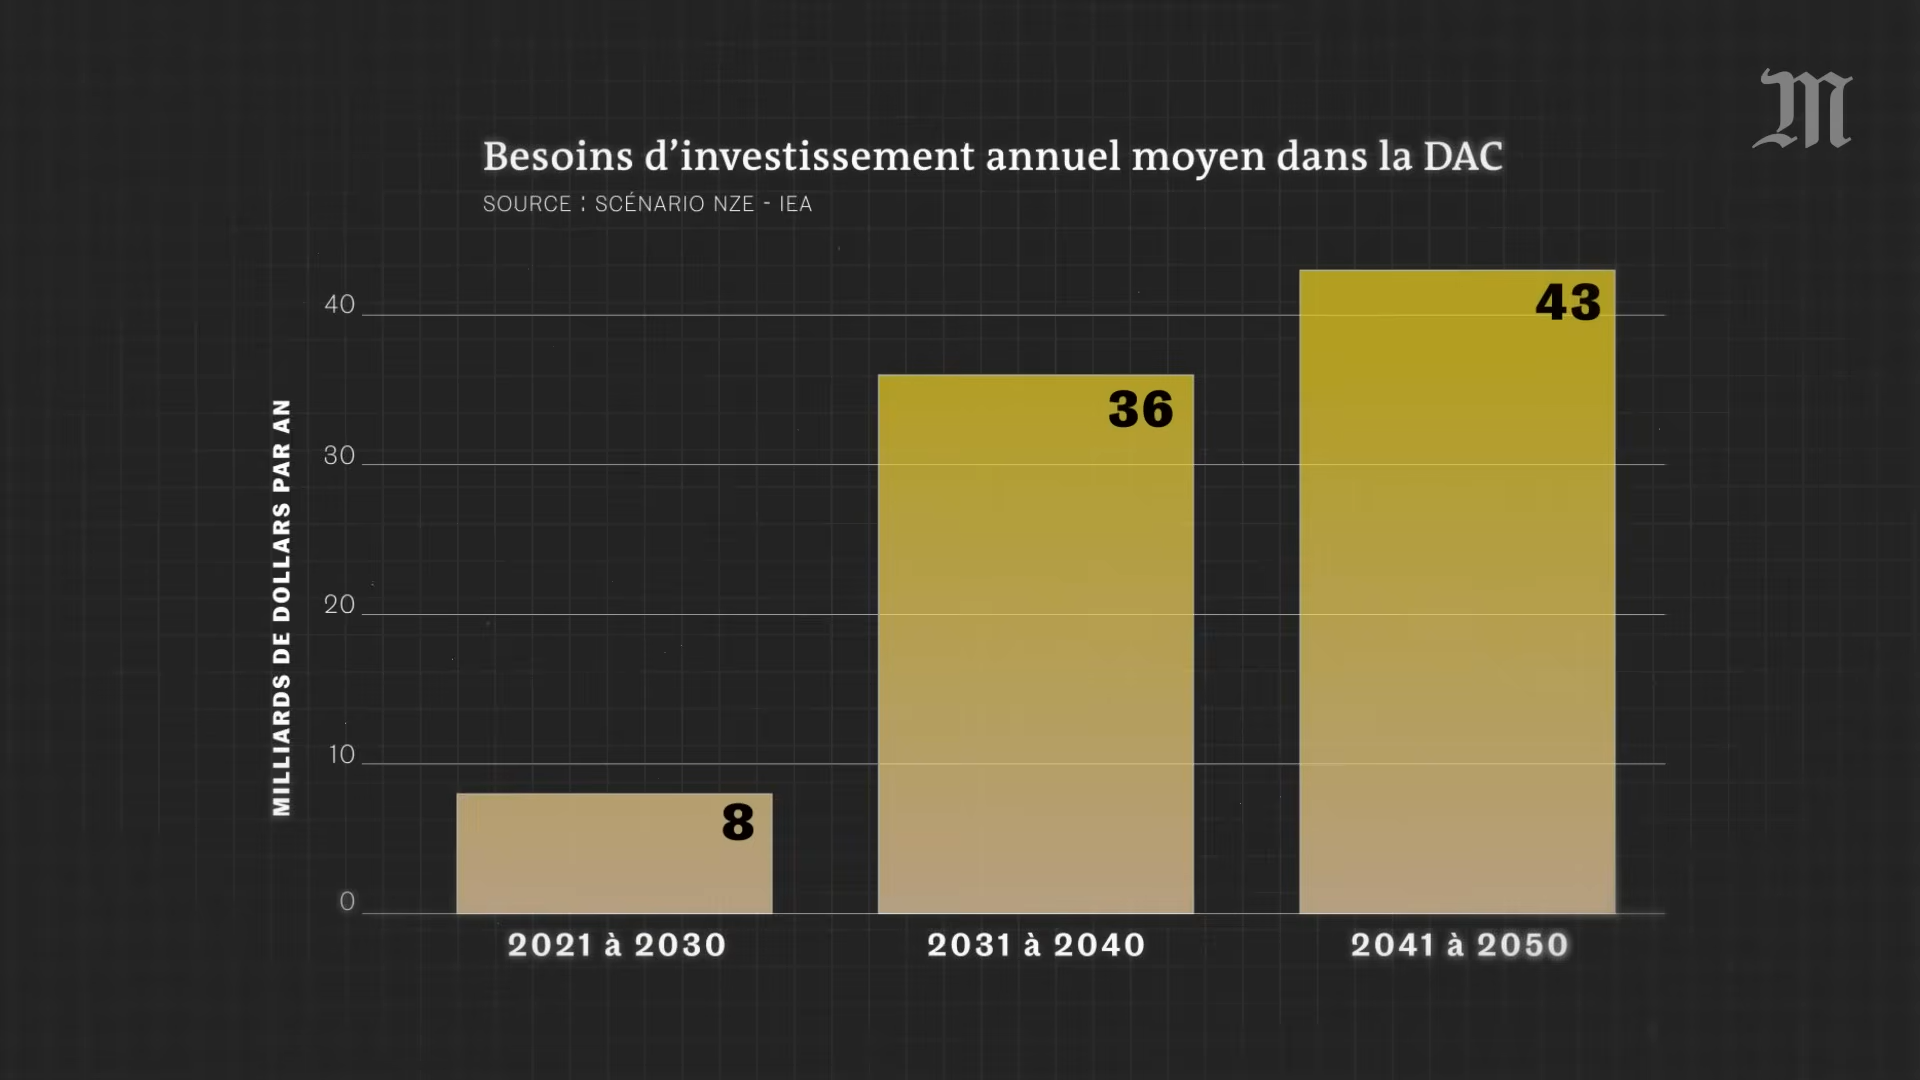 M
Besoins d’investissement annuel moyen dans la DAC
SOURCE : SCÉNARIO NZE - IEA
MILLIARDS DE DOLLARS PAR AN
40
30
20
10
0
8
36
43
2021 à 2030
2031 à 2040
2041 à 2050